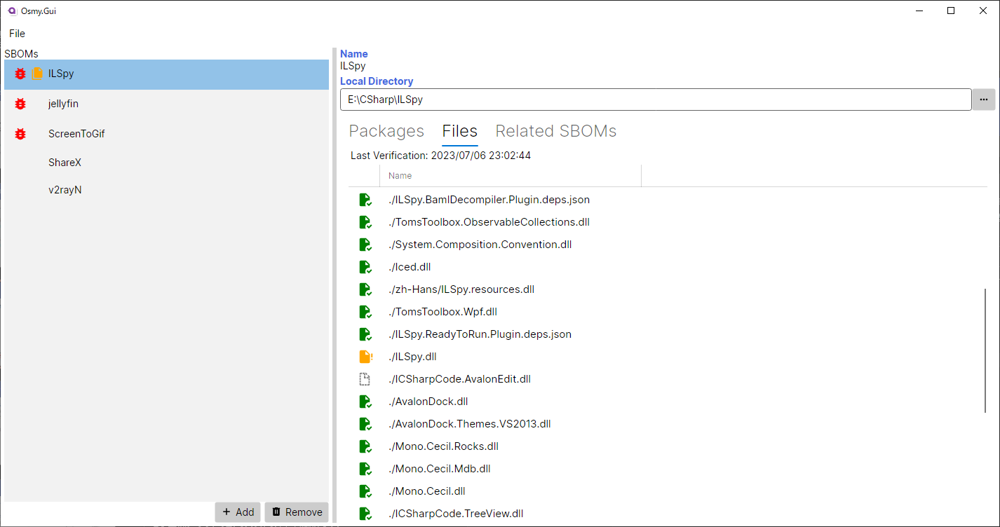 Osmy.Gui
File
SBOMs
ILSpy
jellyfin
ScreenToGif
ShareX
v2rayN
+ Add
Remove
Name
ILSpy
Local Directory
E:\CSharp\ILSpy
...
Packages Files Related SBOMs
Last Verification: 2023/07/06 23:02:44
Name
./ILSpy.BamlDecompiler.Plugin.deps.json
./TomsToolbox.ObservableCollections.dll
./System.Composition.Convention.dll
./Iced.dll
./zh-Hans/ILSpy.resources.dll
./TomsToolbox.Wpf.dll
./ILSpy.ReadyToRun.Plugin.deps.json
./ILSpy.dll
./ICSharpCode.AvalonEdit.dll
./AvalonDock.dll
./AvalonDock.Themes.VS2013.dll
./Mono.Cecil.Rocks.dll
./Mono.Cecil.Mdb.dll
./Mono.Cecil.dll
./ICSharpCode.TreeView.dll